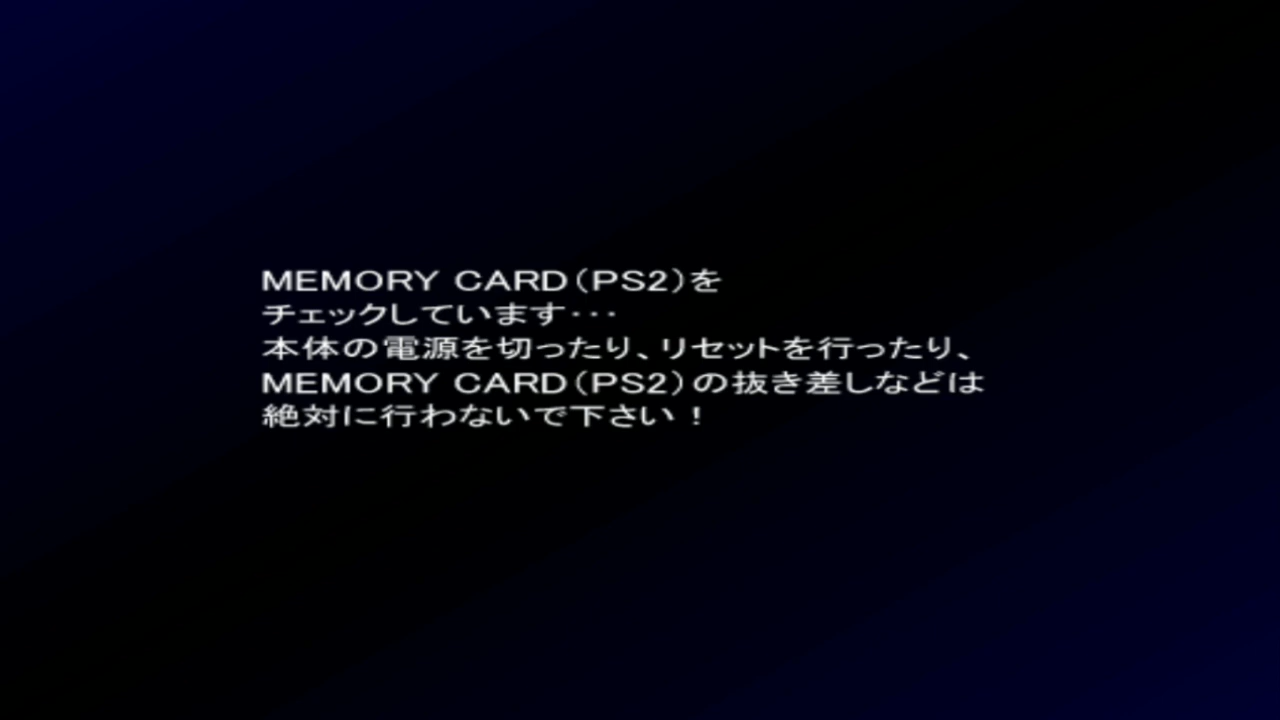 MEMORY CARD(PS2)を
チェックしています･･･
本体の電源を切ったり、リセットを行ったり、
MEMORY CARD(PS2)の抜き差しなどは
絶対に行わないで下さい！